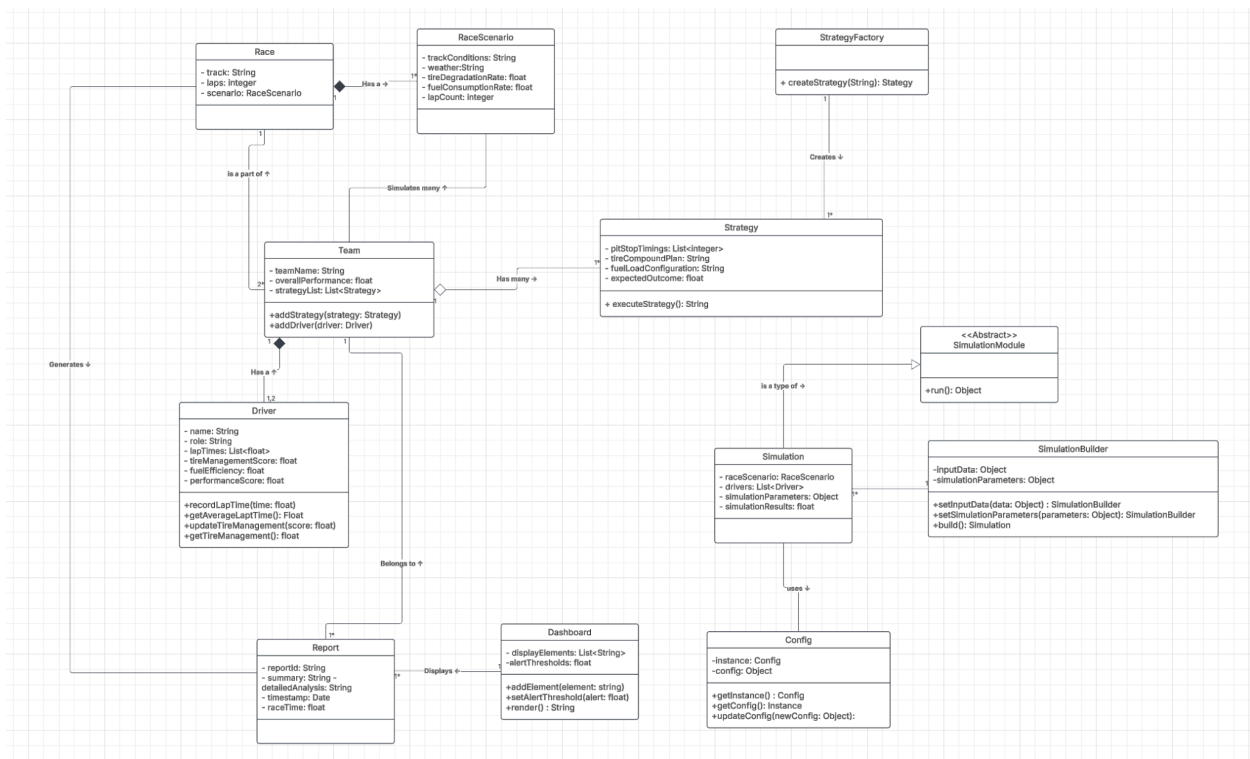 Race
- track: String
- laps: integer
- scenario: RaceScenario
1
1
Has a →
1*
RaceScenario
- trackConditions: String
- weather:String
- tireDegradationRate: float
- fuelConsumptionRate: float
- lapCount: integer
StrategyFactory
+ createStrategy(String): Stategy
1
Creates ↓
1*
is a part of ↑
Simulates many ↑
Strategy
- pitStopTimings: List<integer>
- tireCompoundPlan: String
- fuelLoadConfiguration: String
- expectedOutcome: float
+ executeStrategy(): String
Team
- teamName: String
- overallPerformance: float
- strategyList: List<Strategy>
+addStrategy(strategy: Strategy)
+addDriver(driver: Driver)
2*
1
Has many →
1*
1
1
<<Abstract>>
SimulationModule
+run(): Object
Generates ↓
Has a ↑
is a type of →
1,2
Driver
- name: String
- role: String
- lapTimes: List<float>
- tireManagementScore: float
- fuelEfficiency: float
- performanceScore: float
+recordLapTime(time: float)
+getAverageLaptTime(): Float
+updateTireManagement(score: float)
+getTireManagement(): float
Simulation
- raceScenario: RaceScenario
- drivers: List<Driver>
- simulationParameters: Object
- simulationResults: float
1*
1
SimulationBuilder
-inputData: Object
-simulationParameters: Object
+setInputData(data: Object) : SimulationBuilder
+setSimulationParameters(parameters: Object): SimulationBuilder
+build(): Simulation
Belongs to ↑
uses ↓
1*
Report
- reportId: String
- summary: String -
detailedAnalysis: String
- timestamp: Date
- raceTime: float
1*
Displays ←
1
Dashboard
- displayElements: List<String>
-alertThresholds: float
+addElement(element: string)
+setAlertThreshold(alert: float)
+render() : String
Config
-instance: Config
-config: Object
+getInstance() : Config
+getConfig(): Instance
+updateConfig(newConfig: Object):